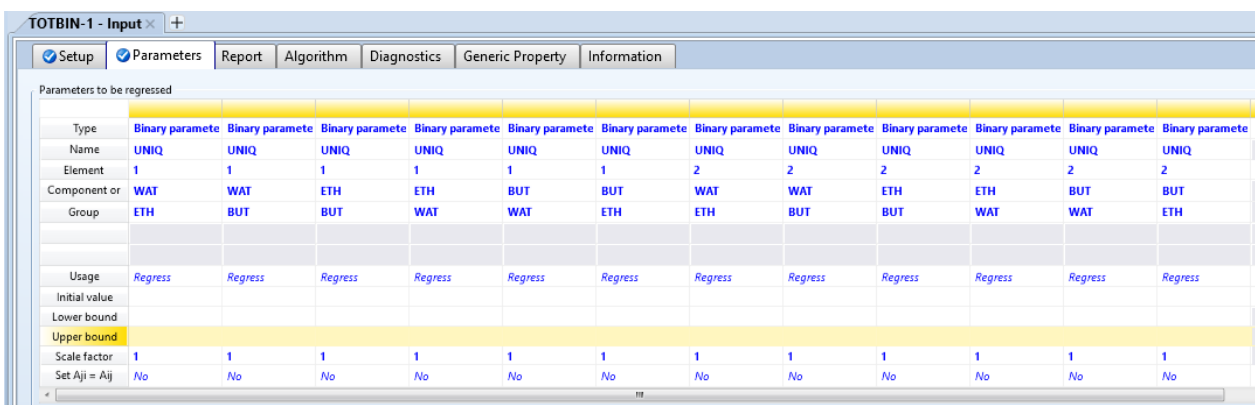 TOTBIN-1 - Input × +
Setup Parameters Report Algorithm Diagnostics Generic Property Information
Parameters to be regressed
Type Binary paramete Binary paramete Binary paramete Binary paramete Binary paramete Binary paramete Binary paramete Binary paramete Binary paramete Binary paramete Binary paramete Binary paramete
Name UNIQ UNIQ UNIQ UNIQ UNIQ UNIQ UNIQ UNIQ UNIQ UNIQ UNIQ UNIQ
Element 1 1 1 1 1 1 2 2 2 2 2 2
Component or WAT WAT ETH ETH BUT BUT WAT WAT ETH ETH BUT BUT
Group ETH BUT BUT WAT WAT ETH ETH BUT BUT WAT WAT ETH
Usage Regress Regress Regress Regress Regress Regress Regress Regress Regress Regress Regress Regress
Initial value
Lower bound
Upper bound
Scale factor 1 1 1 1 1 1 1 1 1 1 1 1
Set Aji = Aij No No No No No No No No No No No No